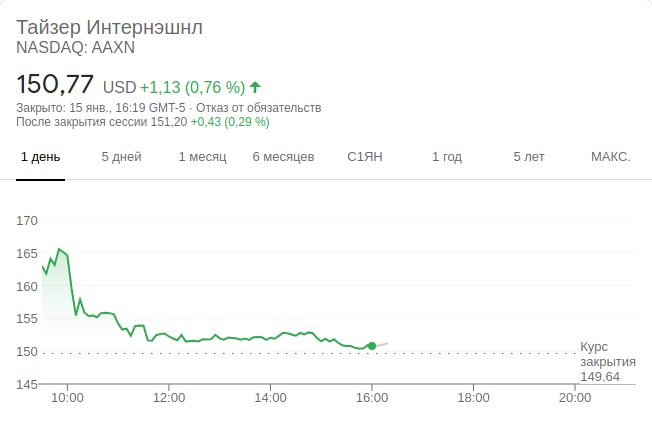 Тайзер Интернэшнл
NASDAQ: AAXN
150,77 USD +1,13 (0,76 %)
Закрыто: 15 янв., 16:19 GMT-5 · Отказ от обязательств
После закрытия сессии 151,20 +0,43 (0,29 %)
1 день 5 дней 1 месяц 6 месяцев С1ЯН 1 год 5 лет МАКС.
170
165
160
155
150
Курс
закрытия
149,64
145
10:00 12:00 14:00 16:00 18:00 20:00